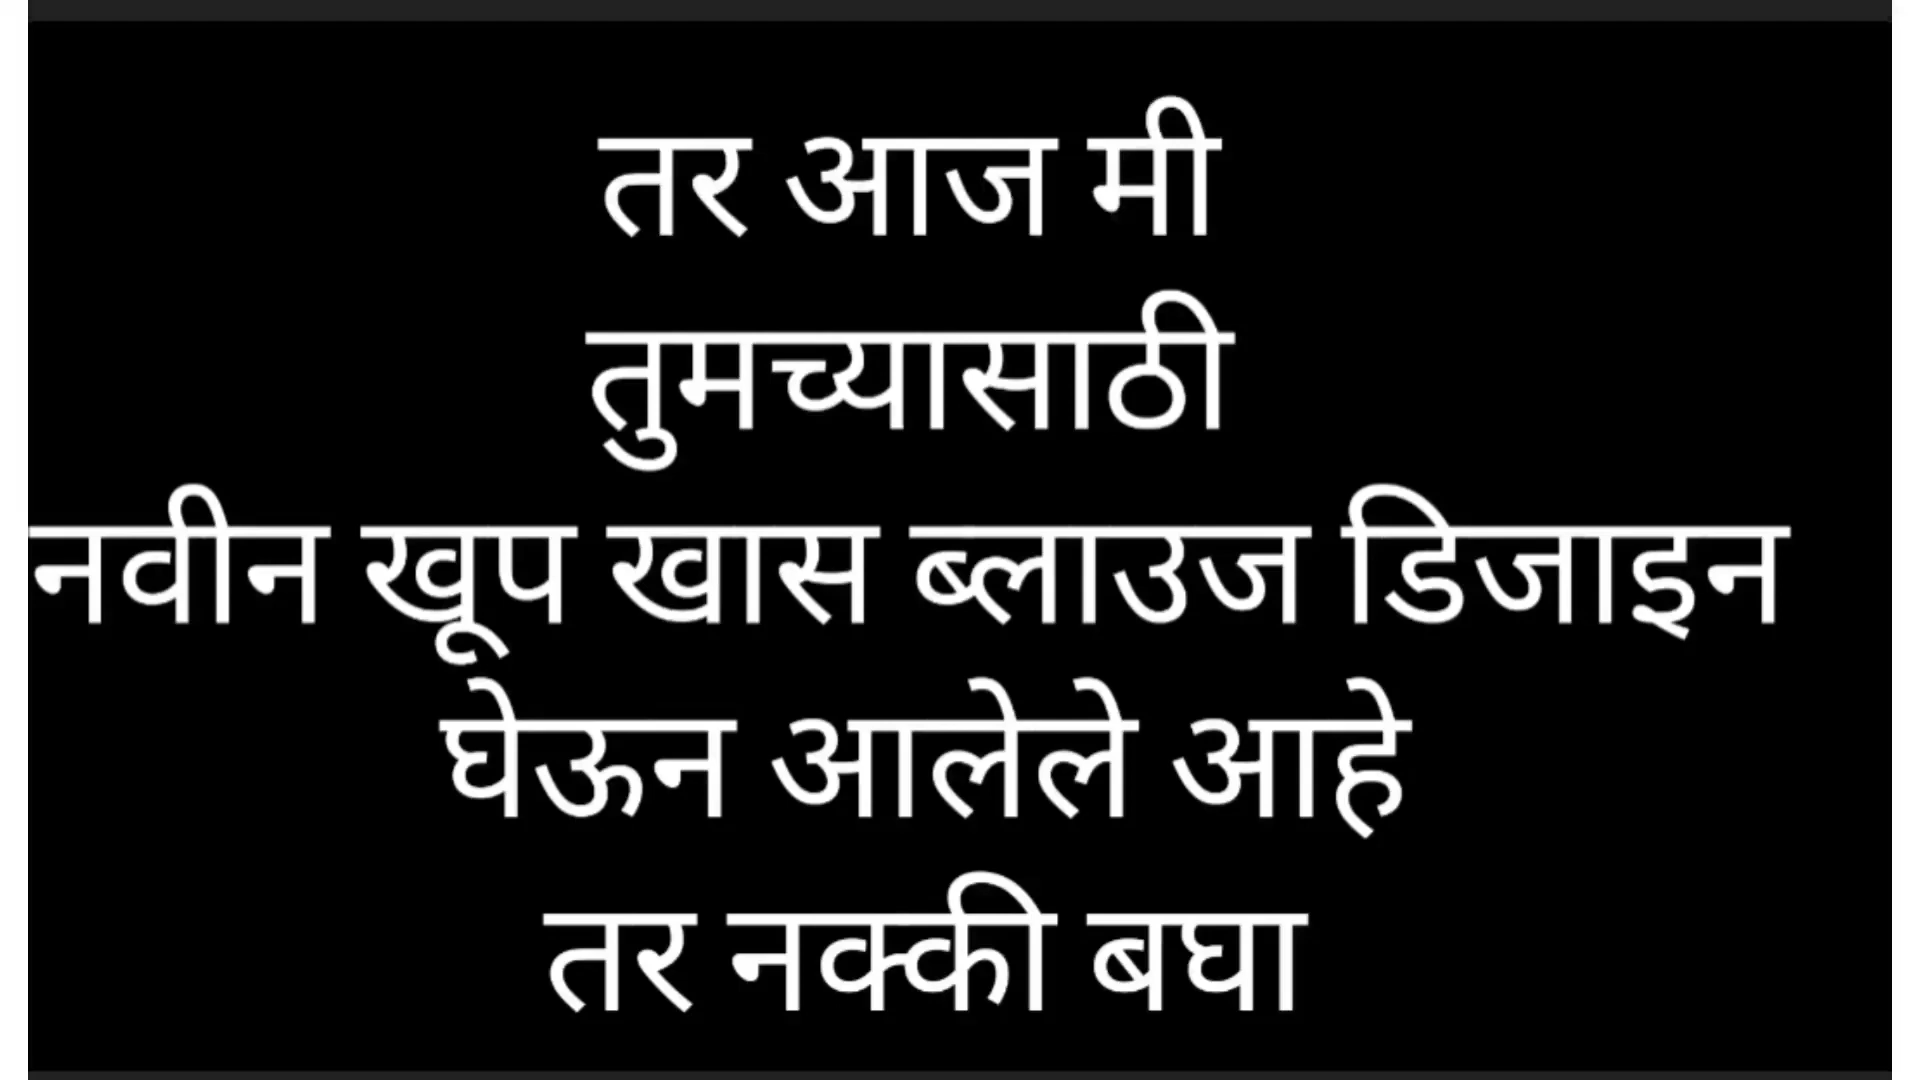 तर आज मी
तुमच्यासाठी
नवीन खूप खास ब्लाउज डिजाइन
घेऊन आलेले आहे
तर नक्की बघा